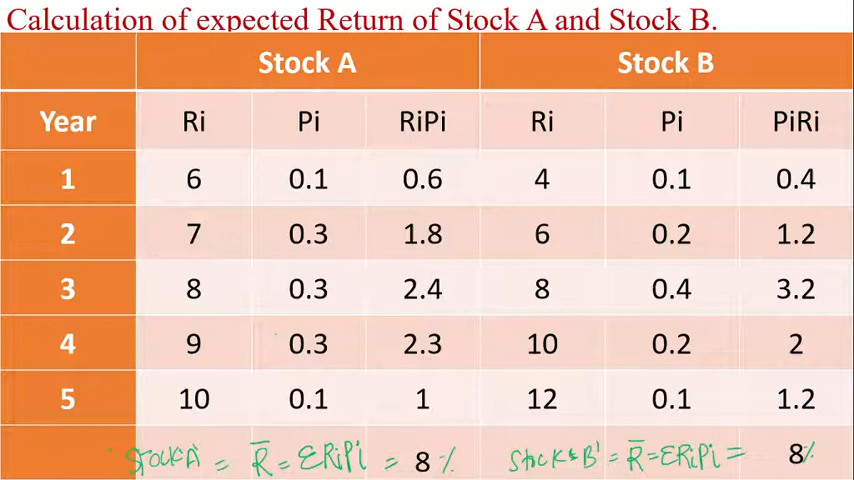 Calculation of expected Return of Stock A and Stock B.
Stock A Stock B
Year Ri Pi RiPi Ri Pi PiRi
1 6 0.1 0.6 4 0.1 0.4
2 7 0.3 1.8 6 0.2 1.2
3 8 0.3 2.4 8 0.4 3.2
4 9 0.3 2.3 10 0.2 2
5 10 0.1 1 12 0.1 1.2
Stock A = R̅ = ΣRiPi = 8 % Stock B = R̅ = ΣRiPi = 8%